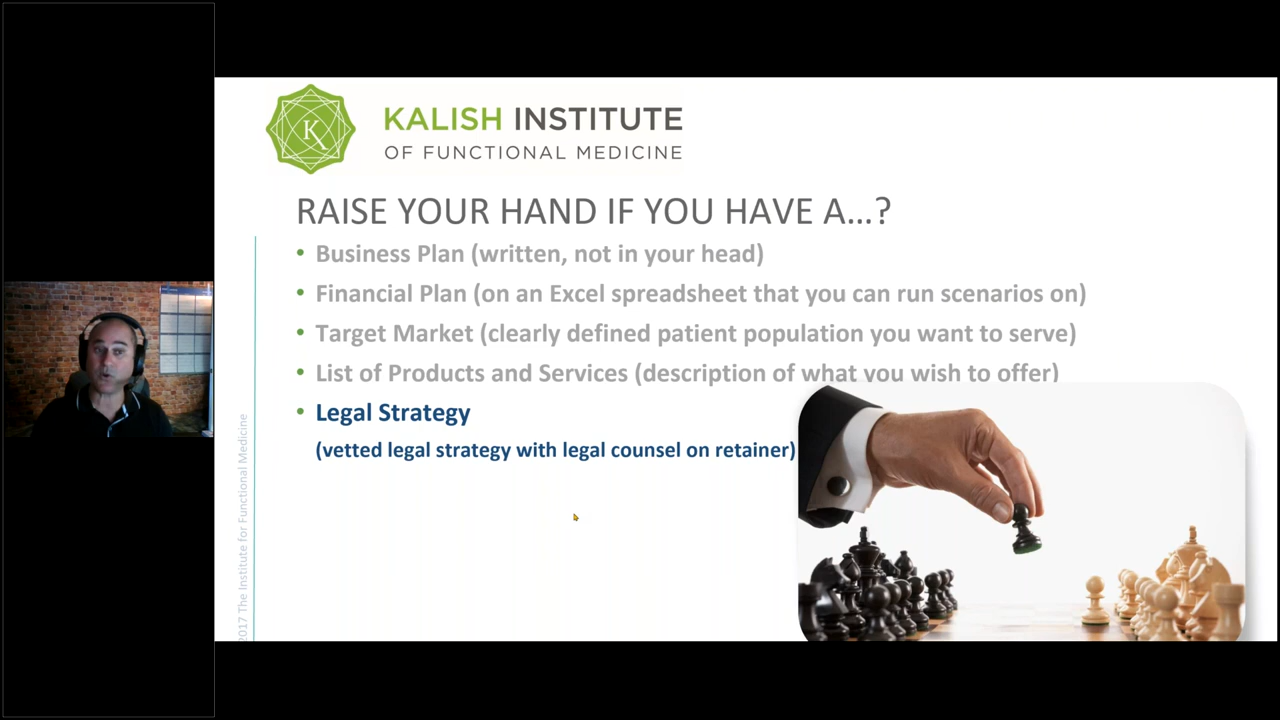 K
KALISH INSTITUTE
OF FUNCTIONAL MEDICINE
RAISE YOUR HAND IF YOU HAVE A...?
• Business Plan (written, not in your head)
• Financial Plan (on an Excel spreadsheet that you can run scenarios on)
• Target Market (clearly defined patient population you want to serve)
• List of Products and Services (description of what you wish to offer)
• Legal Strategy
(vetted legal strategy with legal counsel on retainer)
2017 The Institute for Functional Medicine